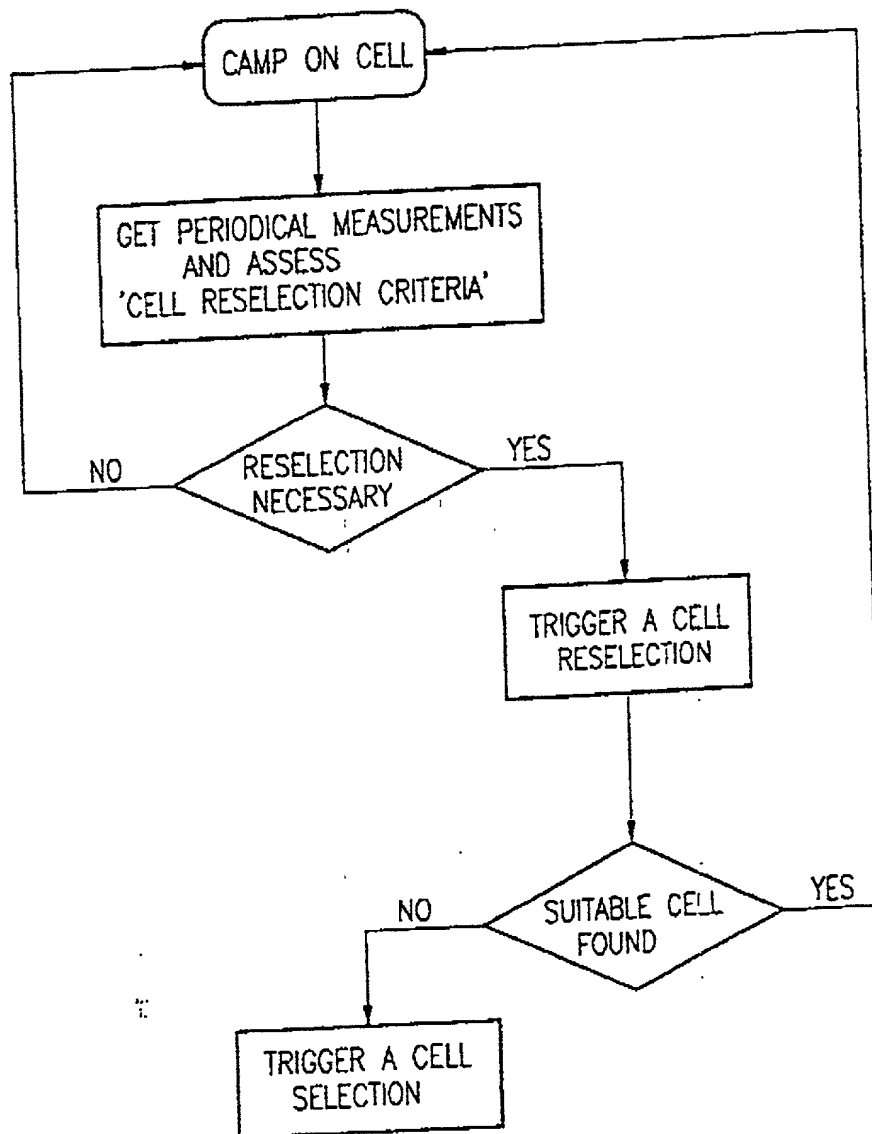 CAMP ON CELL
GET PERIODICAL MEASUREMENTS
AND ASSESS
'CELL RESELECTION CRITERIA'
NO
RESELECTION
NECESSARY
YES
TRIGGER A CELL
RESELECTION
NO
SUITABLE CELL
FOUND
YES
TRIGGER A CELL
SELECTION